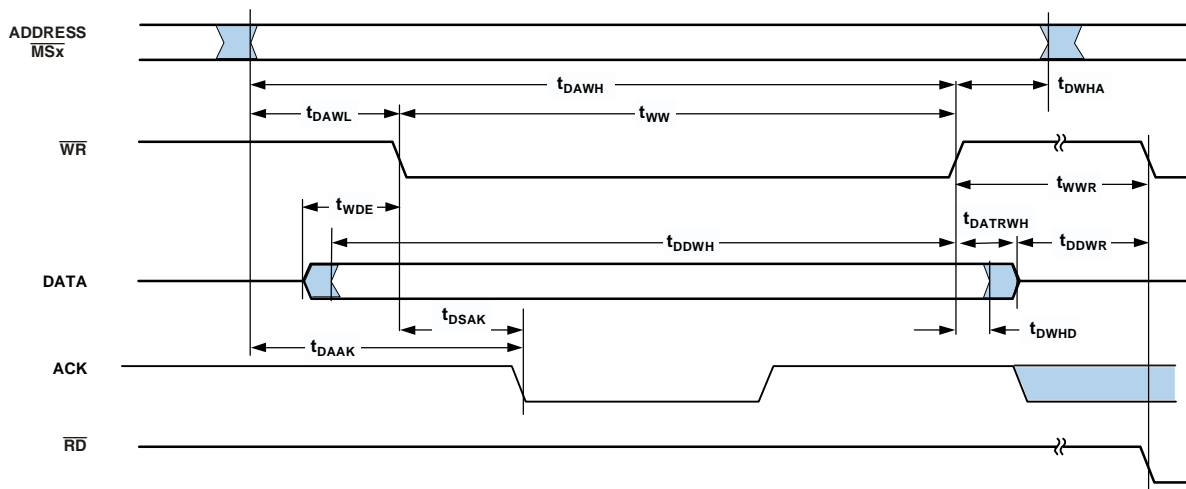 ADDRESS
MSx
tDAWH
tDWHA
tDAWL
tWW
WR
tWWR
tWDE
tDATRWH
tDDWH
tDDWR
DATA
tDSAK
tDWHD
tDAAK
ACK
RD